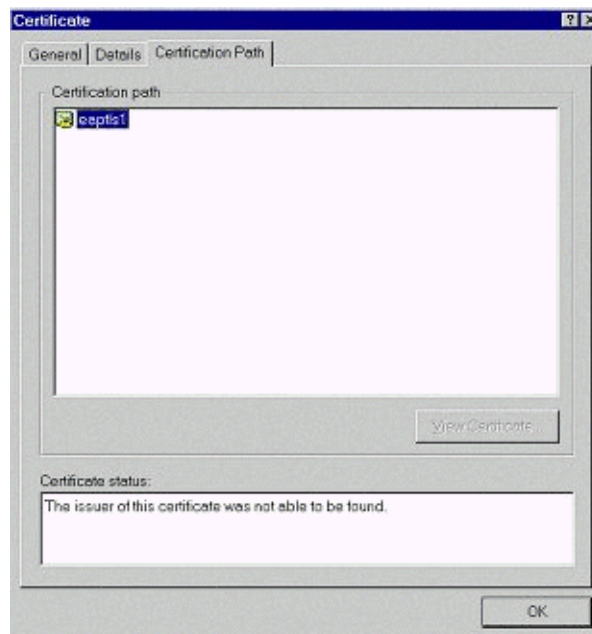 Certificate
General
Details
Certification Path
Certification path
eaptls1
View Certificate...
Certificate status:
The issuer of this certificate was not able to be found.
OK